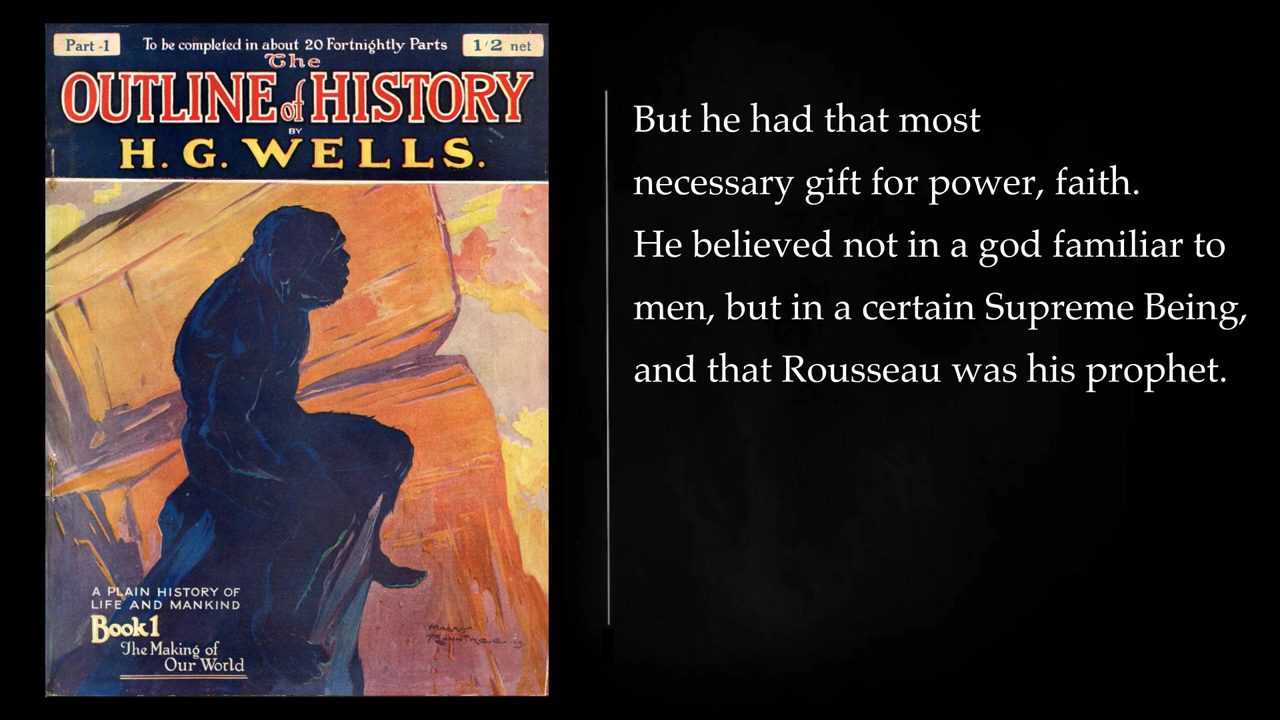 Part -1
To be completed in about 20 Fortnightly Parts
1/2 net
The
OUTLINE of HISTORY
BY
H. G. WELLS.
A PLAIN HISTORY OF
LIFE AND MANKIND
Book 1
The Making of
Our World
But he had that most
necessary gift for power, faith.
He believed not in a god familiar to
men, but in a certain Supreme Being,
and that Rousseau was his prophet.